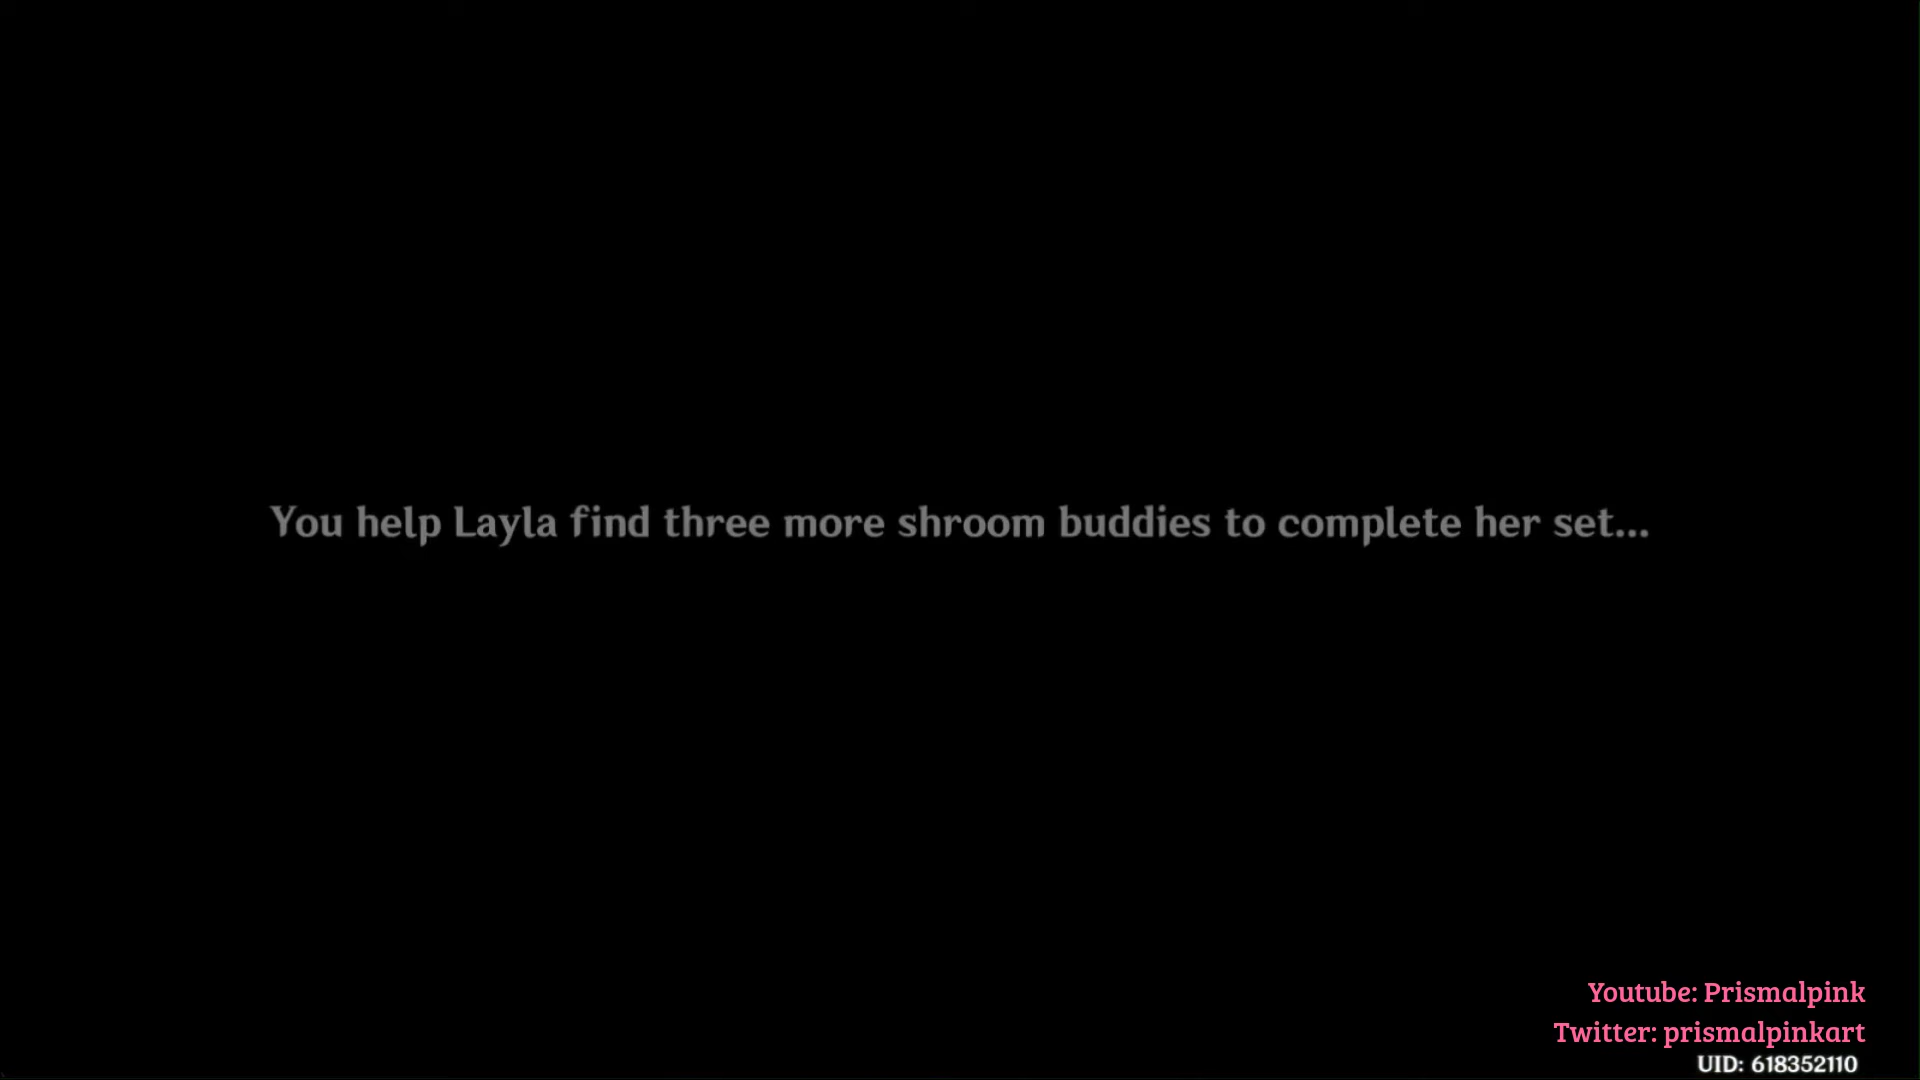 You help Layla find three more shroom buddies to complete her set...
Youtube: Prismalpink
Twitter: prismalpinkart
UID: 618352110